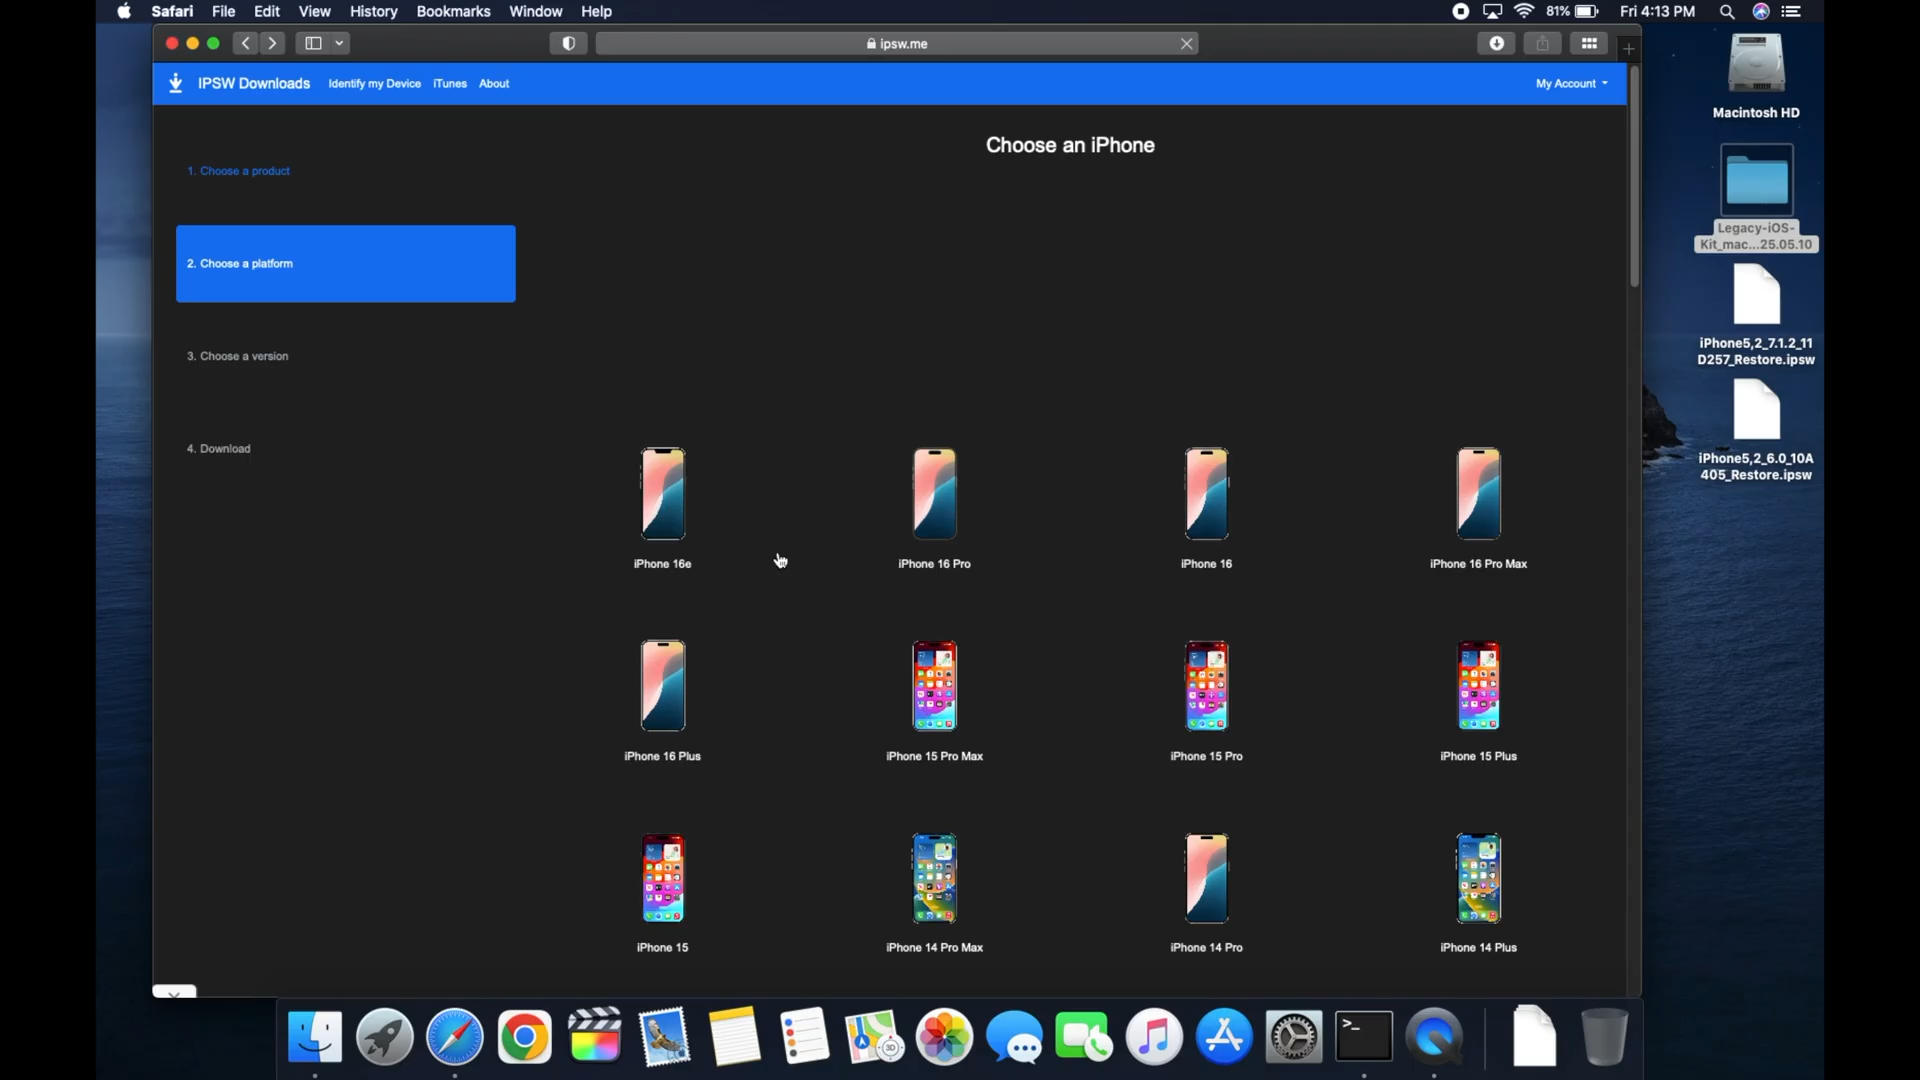 Safari File Edit View History Bookmarks Window Help
81% Fri 4:13 PM
ipsw.me
IPSW Downloads Identify my Device iTunes About
My Account
Choose an iPhone
1. Choose a product
2. Choose a platform
3. Choose a version
4. Download
iPhone 16e
iPhone 16 Pro
iPhone 16
iPhone 16 Pro Max
iPhone 16 Plus
iPhone 15 Pro Max
iPhone 15 Pro
iPhone 15 Plus
iPhone 15
iPhone 14 Pro Max
iPhone 14 Pro
iPhone 14 Plus
Macintosh HD
Legacy-iOS-
Kit_mac...25.05.10
iPhone5,2_7.1.2_11
D257_Restore.ipsw
iPhone5,2_6.0_10A
405_Restore.ipsw
3D
>_